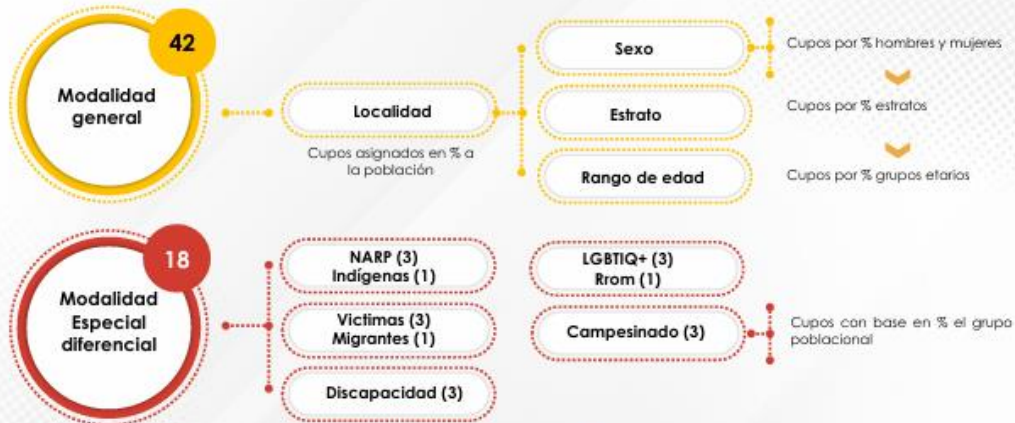 42
Modalidad
general
Localidad
Cupos asignados en % a
la población
Sexo
Estrato
Rango de edad
Cupos por % hombres y mujeres
Cupos por % estratos
Cupos por % grupos etarios
18
Modalidad
Especial
diferencial
NARP (3)
Indígenas (1)
Victimas (3)
Migrantes (1)
Discapacidad (3)
LGBTIQ+ (3)
Rrom (1)
Campesinado (3)
Cupos con base en % el grupo
poblacional